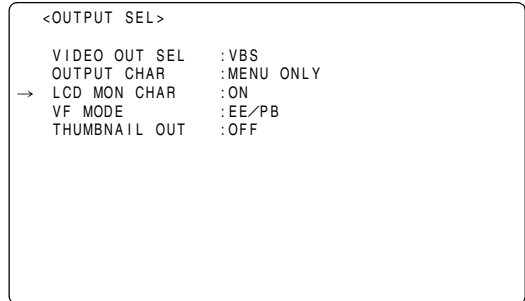 <OUTPUT SEL>
VIDEO OUT SEL :VBS
OUTPUT CHAR :MENU ONLY
→ LCD MON CHAR :ON
VF MODE :EE/PB
THUMBNAIL OUT :OFF